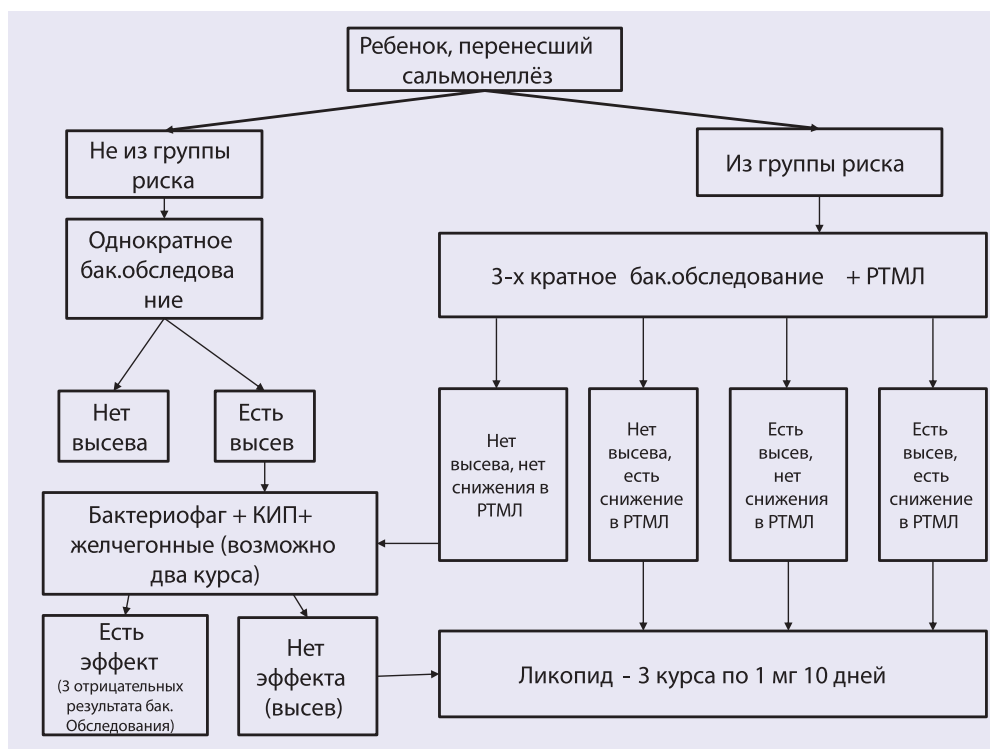 Ребенок, перенесший
сальмонеллёз
Не из группы
риска
Из группы риска
Однократное
бак.обследова
ние
3-х кратное бак.обследование + РТМЛ
Нет
высева
Есть
высев
Нет
высева, нет
снижения в
РТМЛ
Нет
высева,
есть
снижение
в РТМЛ
Есть
высев,
нет
снижения
в РТМЛ
Есть
высев,
есть
снижение
в РТМЛ
Бактериофаг + КИП+
желчегонные (возможно
два курса)
Есть
эффект
(3 отрицательных
результата бак.
Обследования)
Нет
эффекта
(высев)
Ликопид - 3 курса по 1 мг 10 дней